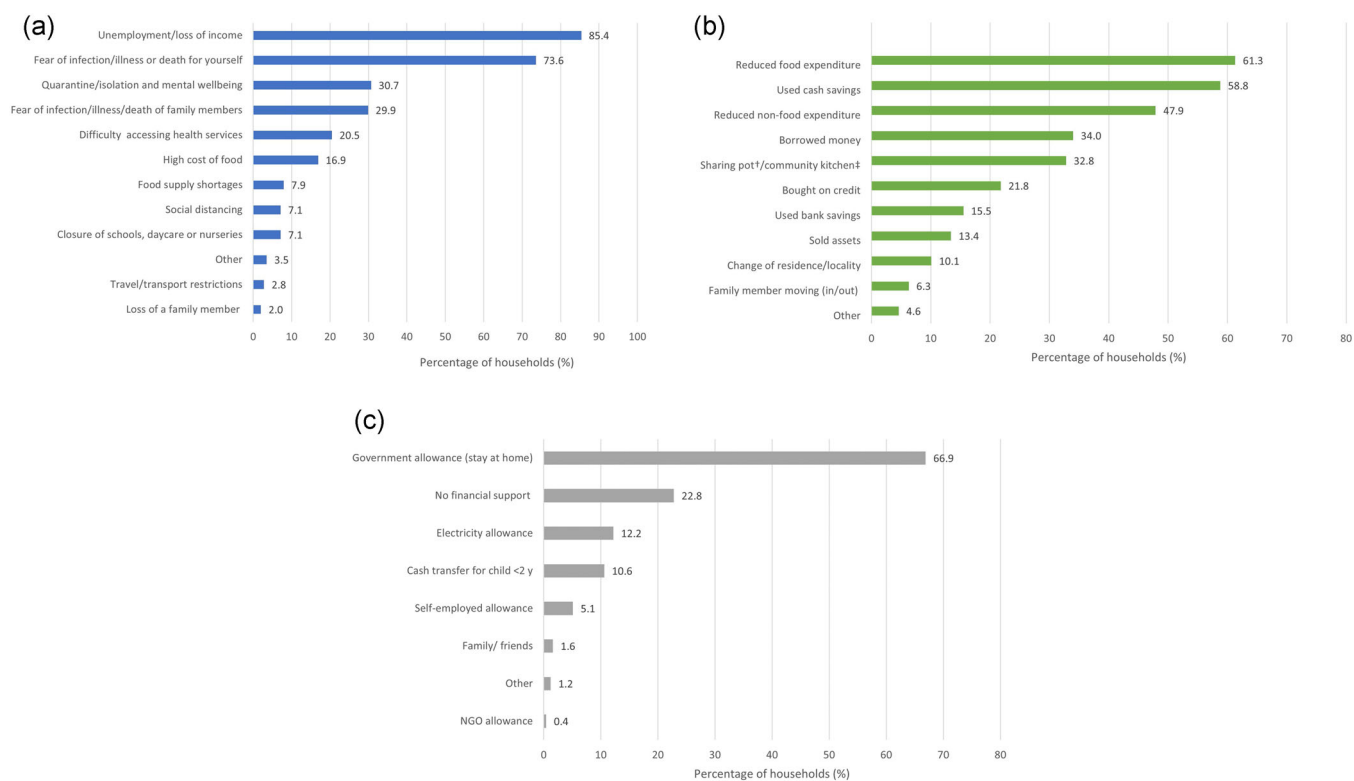 (a)
Unemployment/loss of income 85.4
Fear of infection/illness or death for yourself 73.6
Quarantine/isolation and mental wellbeing 30.7
Fear of infection/illness/death of family members 29.9
Difficulty accessing health services 20.5
High cost of food 16.9
Food supply shortages 7.9
Social distancing 7.1
Closure of schools, daycare or nurseries 7.1
Other 3.5
Travel/transport restrictions 2.8
Loss of a family member 2.0
0 10 20 30 40 50 60 70 80 90 100
Percentage of households (%)
(b)
Reduced food expenditure 61.3
Used cash savings 58.8
Reduced non-food expenditure 47.9
Borrowed money 34.0
Sharing pot†/community kitchen‡ 32.8
Bought on credit 21.8
Used bank savings 15.5
Sold assets 13.4
Change of residence/locality 10.1
Family member moving (in/out) 6.3
Other 4.6
0 10 20 30 40 50 60 70 80
Percentage of households (%)
(c)
Government allowance (stay at home) 66.9
No financial support 22.8
Electricity allowance 12.2
Cash transfer for child <2 y 10.6
Self-employed allowance 5.1
Family/ friends 1.6
Other 1.2
NGO allowance 0.4
0 10 20 30 40 50 60 70 80
Percentage of households (%)